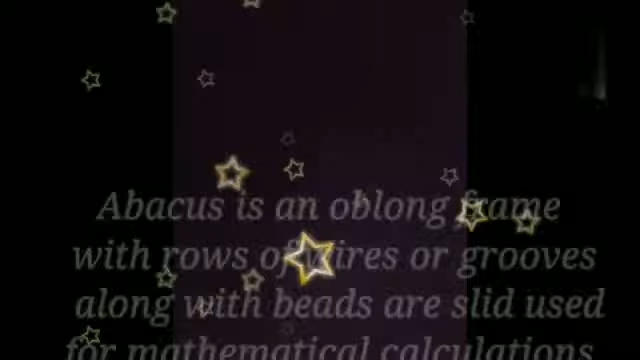 Abacus is an oblong frame
with rows of wires or grooves
along with beads are slid used
for mathematical calculations